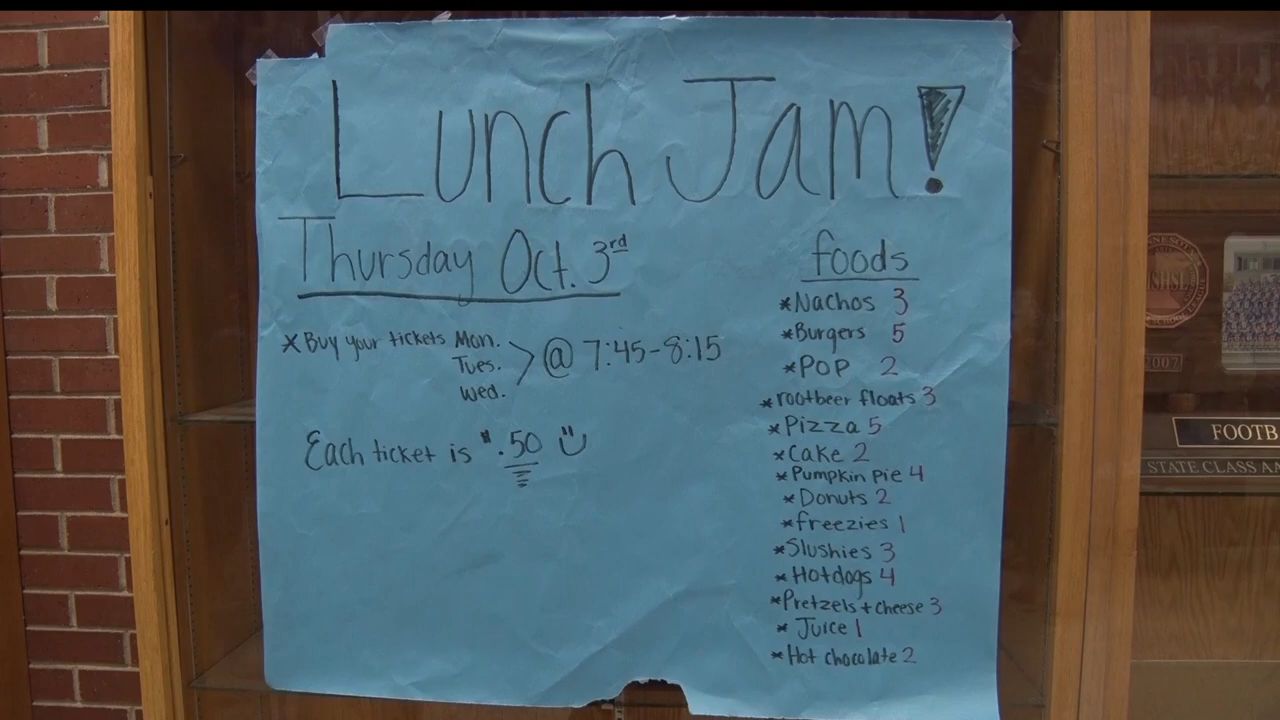 Lunch Jam!
Thursday Oct. 3rd
*Buy your tickets Mon.
Tues. > @ 7:45-8:15
Wed.
Each ticket is ".50
foods
*Nachos 3
*Burgers 5
*POP 2
*rootbeer floats 3
*Pizza 5
*Cake 2
*Pumpkin pie 4
*Donuts 2
*freezies 1
*Slushies 3
*Hotdogs 4
*Pretzels + cheese 3
*Juice 1
*Hot chocolate 2
2007
FOOTB
STATE CLASS